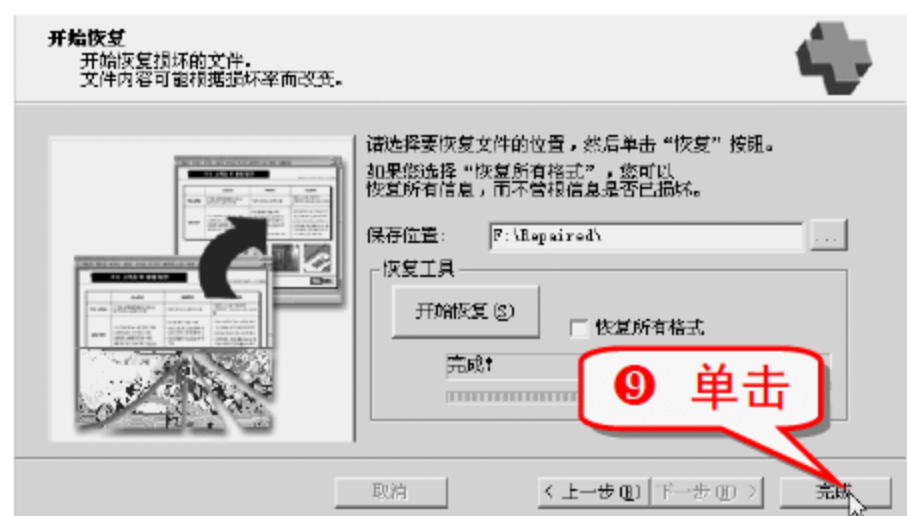 开始恢复
开始恢复损坏的文件。
文件内容可能根据损坏率而改变。
请选择要恢复文件的位置，然后单击“恢复”按钮。
如果您选择“恢复所有格式”，您可以
恢复所有信息，而不管根信息是否已损坏。
保存位置： F:\Repaired\ ...
恢复工具
开始恢复(S)
恢复所有格式
完成！
❾ 单击
取消 < 上一步(B) 下一步(N) > 完成